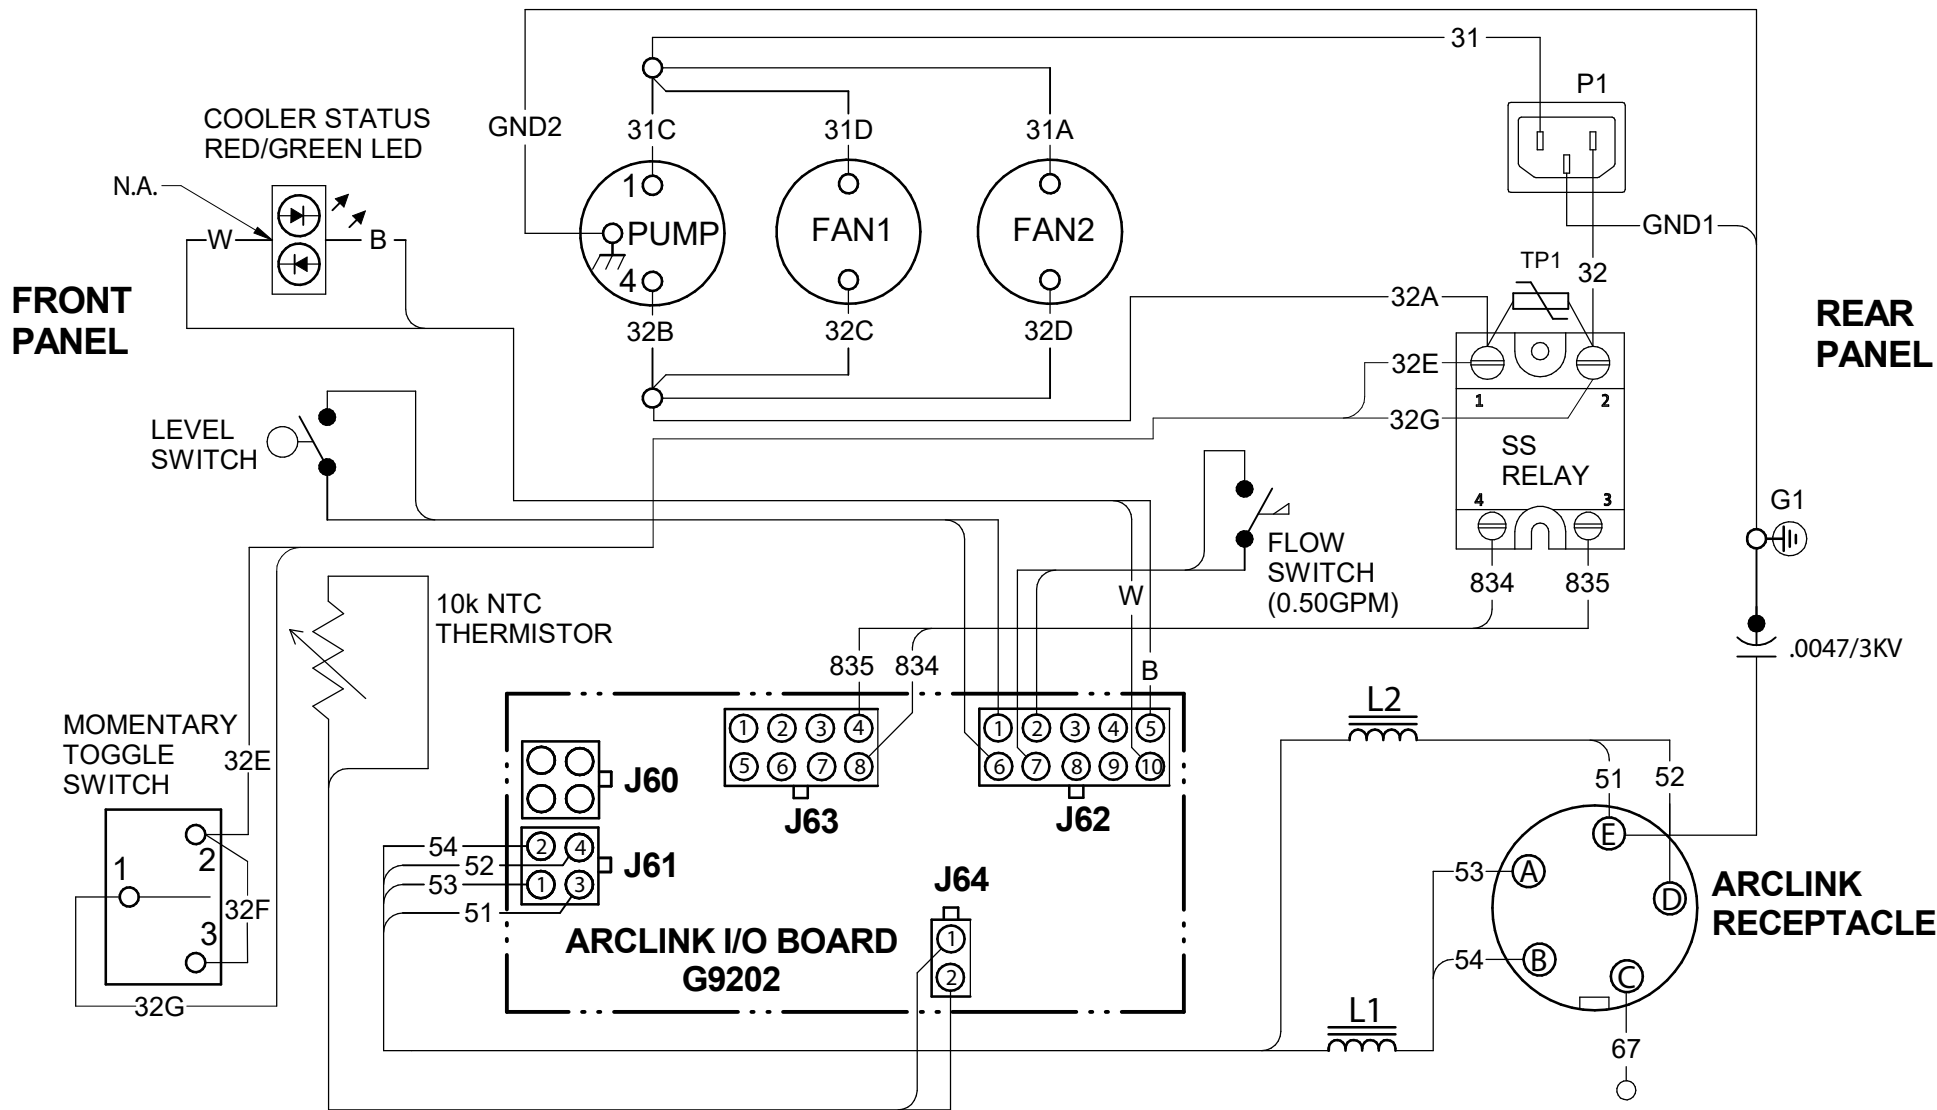 31
P1
COOLER STATUS
RED/GREEN LED
GND2
31C
31D
31A
N.A.
1
PUMP
4
FAN1
FAN2
W
B
GND1
TP1
32
FRONT
PANEL
32A
32B
32C
32D
REAR
PANEL
32E
1
2
32G
LEVEL
SWITCH
SS
RELAY
4
3
G1
FLOW
SWITCH
(0.50GPM)
834
835
W
10k NTC
THERMISTOR
.0047/3KV
835
834
B
MOMENTARY
TOGGLE
SWITCH
32E
1
2
3
4
5
6
7
8
J63
1
2
3
4
5
6
7
8
9
10
J62
L2
51
52
J60
54
52
53
51
2
4
1
3
J61
1
2
32F
3
32G
J64
1
2
ARCLINK I/O BOARD
G9202
E
53
A
D
54
B
C
ARCLINK
RECEPTACLE
L1
67